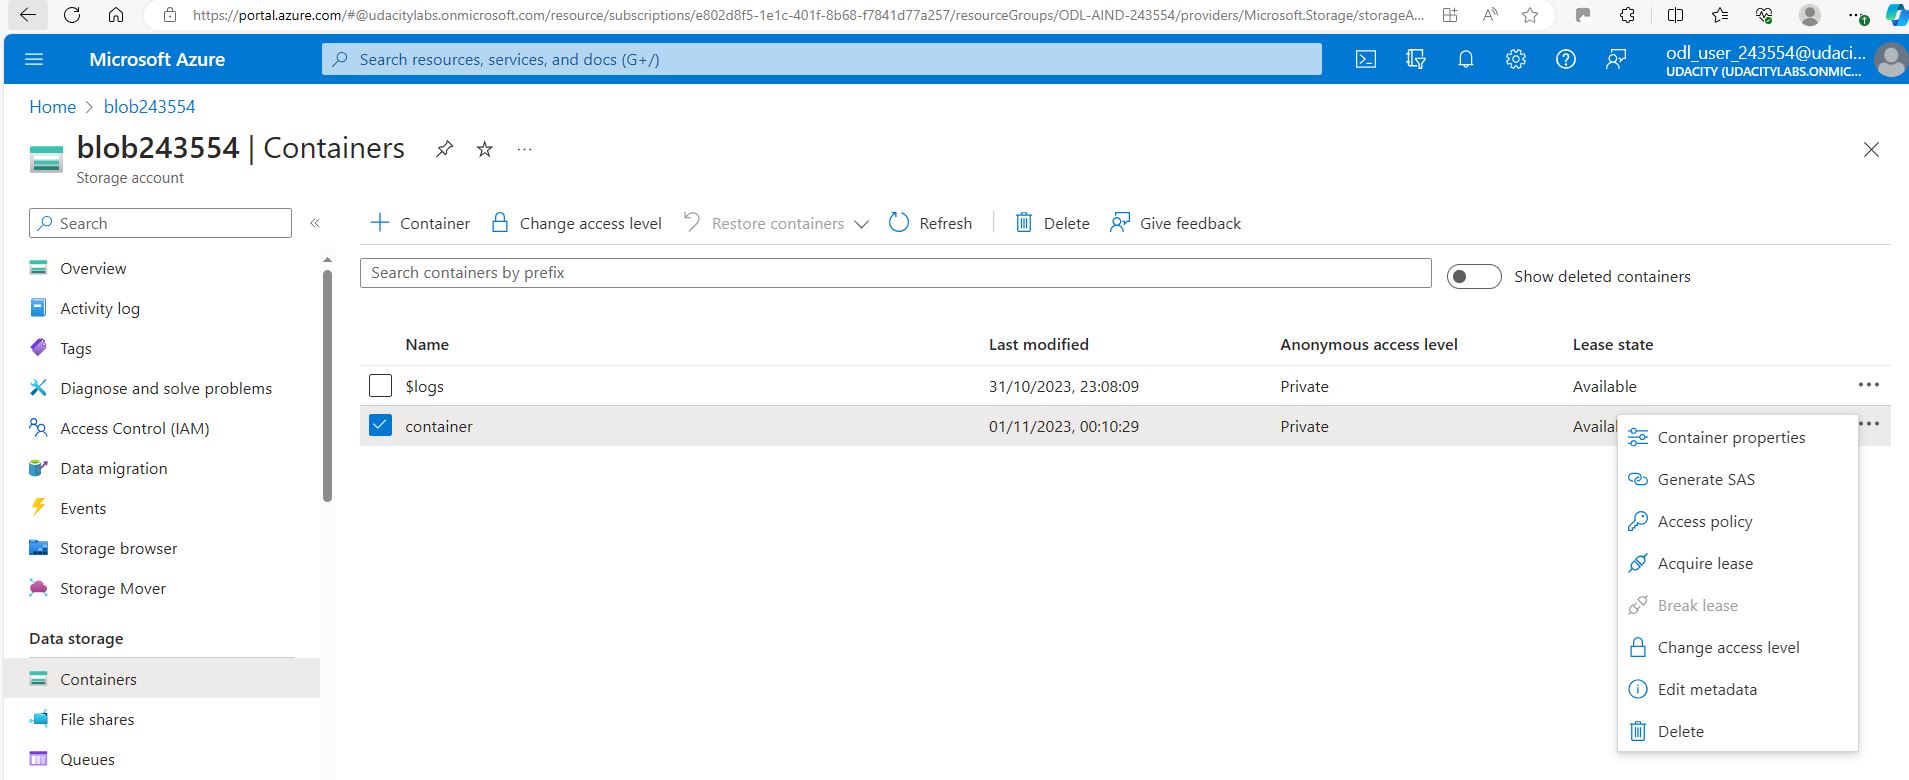 https://portal.azure.com/#@udacitylabs.onmicrosoft.com/resource/subscriptions/e802d8f5-1e1c-401f-8b68-f7841d77a257/resourceGroups/ODL-AIND-243554/providers/Microsoft.Storage/storageA...
Microsoft Azure
Search resources, services, and docs (G+/)
odl_user_243554@udaci...
UDACITY (UDACITYLABS.ONMIC...
Home > blob243554
blob243554 | Containers
Storage account
Search
Overview
Activity log
Tags
Diagnose and solve problems
Access Control (IAM)
Data migration
Events
Storage browser
Storage Mover
Data storage
Containers
File shares
Queues
Container Change access level Restore containers Refresh Delete Give feedback
Search containers by prefix
Show deleted containers
Name Last modified Anonymous access level Lease state
$logs 31/10/2023, 23:08:09 Private Available
container 01/11/2023, 00:10:29 Private Availal
Container properties
Generate SAS
Access policy
Acquire lease
Break lease
Change access level
Edit metadata
Delete